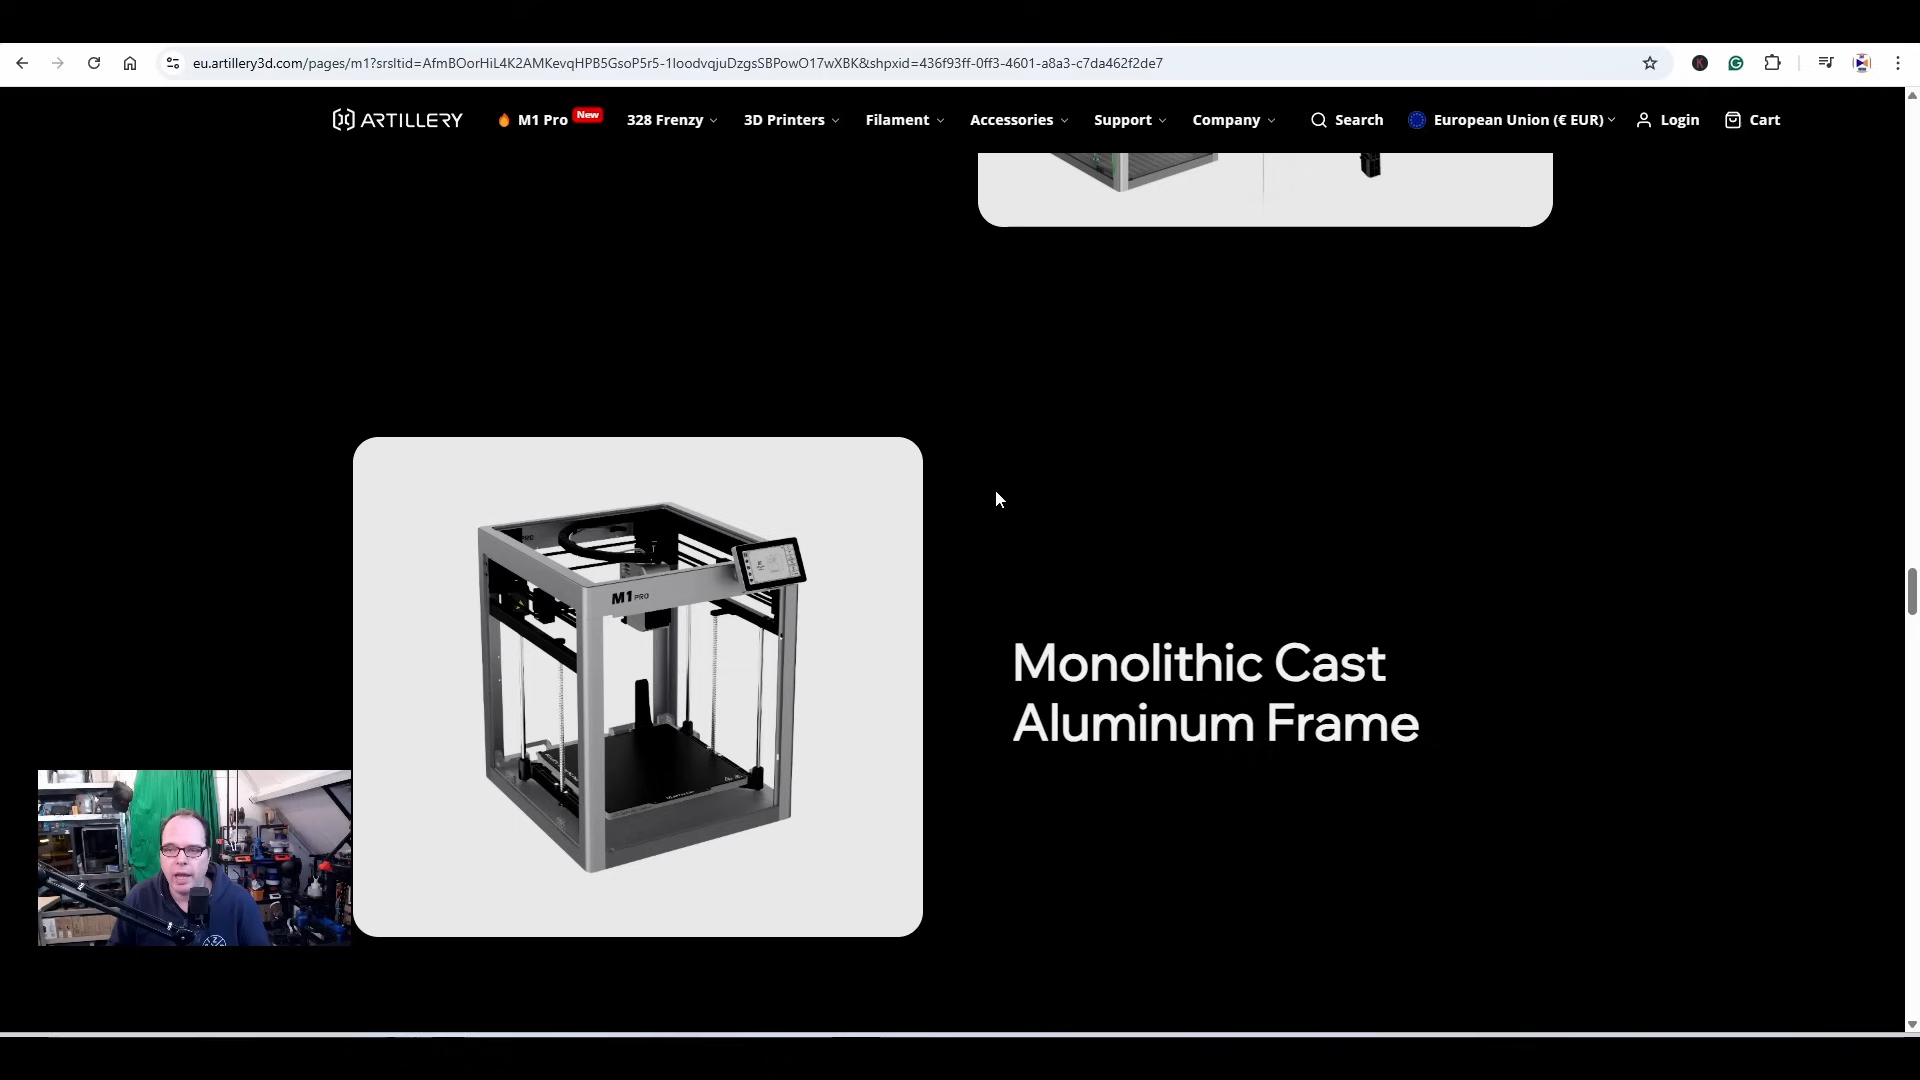 eu.artillery3d.com/pages/m1?srsltid=AfmBOorHiL4K2AMKevqHPB5GsoP5r5-1loodvqjuDzgsSBPowO17wXBK&shpxid=436f93ff-0ff3-4601-a8a3-c7da462f2de7
ARTILLERY M1 Pro New 328 Frenzy 3D Printers Filament Accessories Support Company Search European Union (€ EUR) Login Cart
M1 PRO
Monolithic Cast
Aluminum Frame